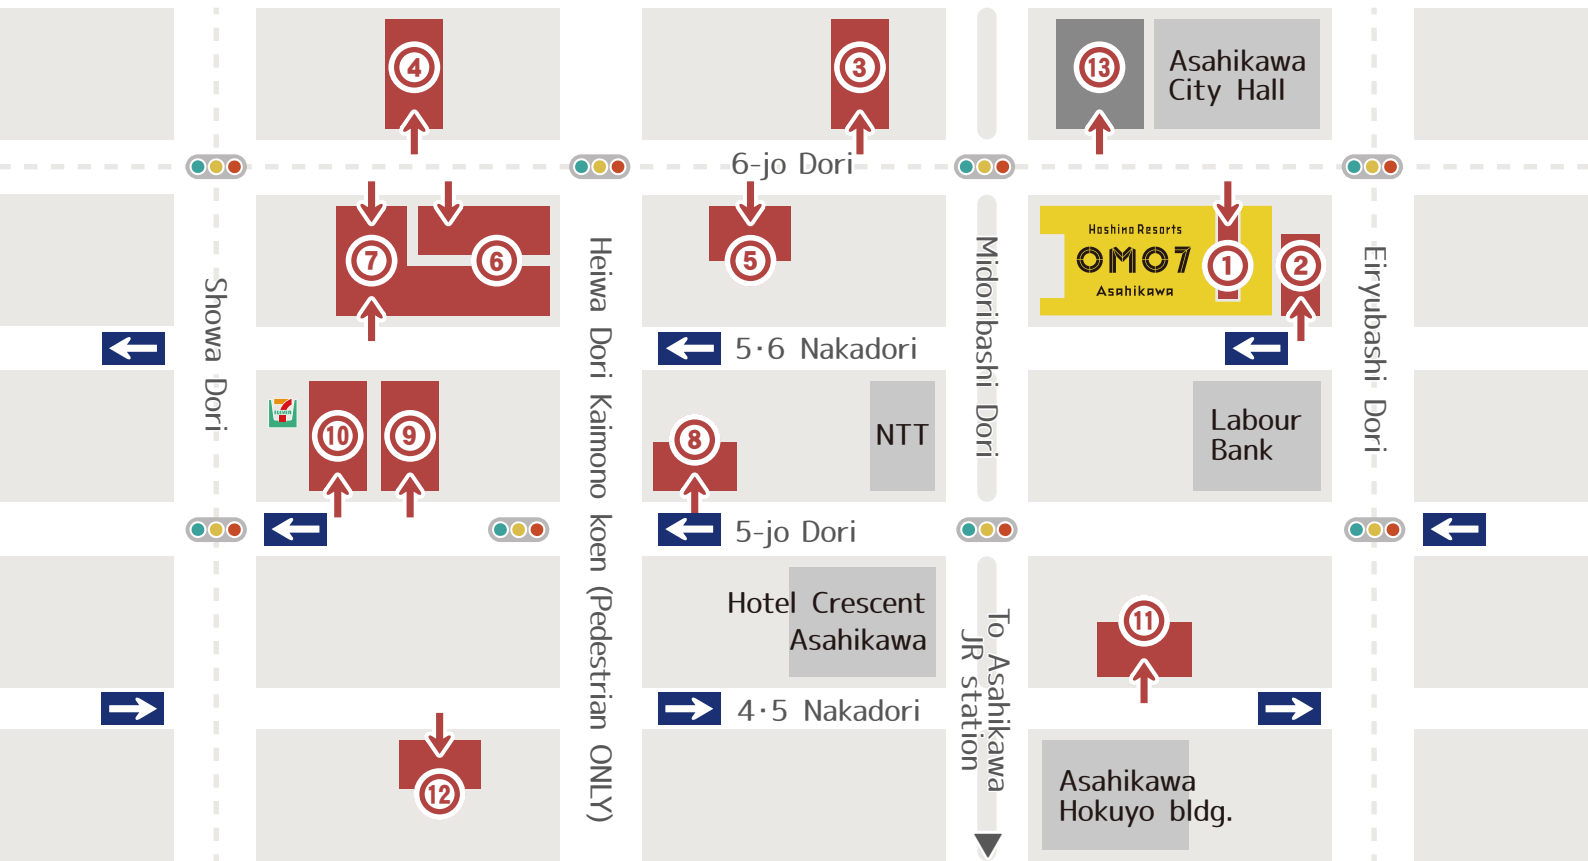 4
3
13
Asahikawa
City Hall
6-jo Dori
7
6
5
Hoshino Resorts
OMO7
Asahikawa
1
2
Showa Dori
Heiwa Dori Kaimono koen (Pedestrian ONLY)
Midoribashi Dori
Eiryubashi Dori
5·6 Nakadori
7
ELEVEN
10
9
8
NTT
Labour
Bank
5-jo Dori
Hotel Crescent
Asahikawa
To Asahikawa
JR station
11
4·5 Nakadori
12
Asahikawa
Hokuyo bldg.